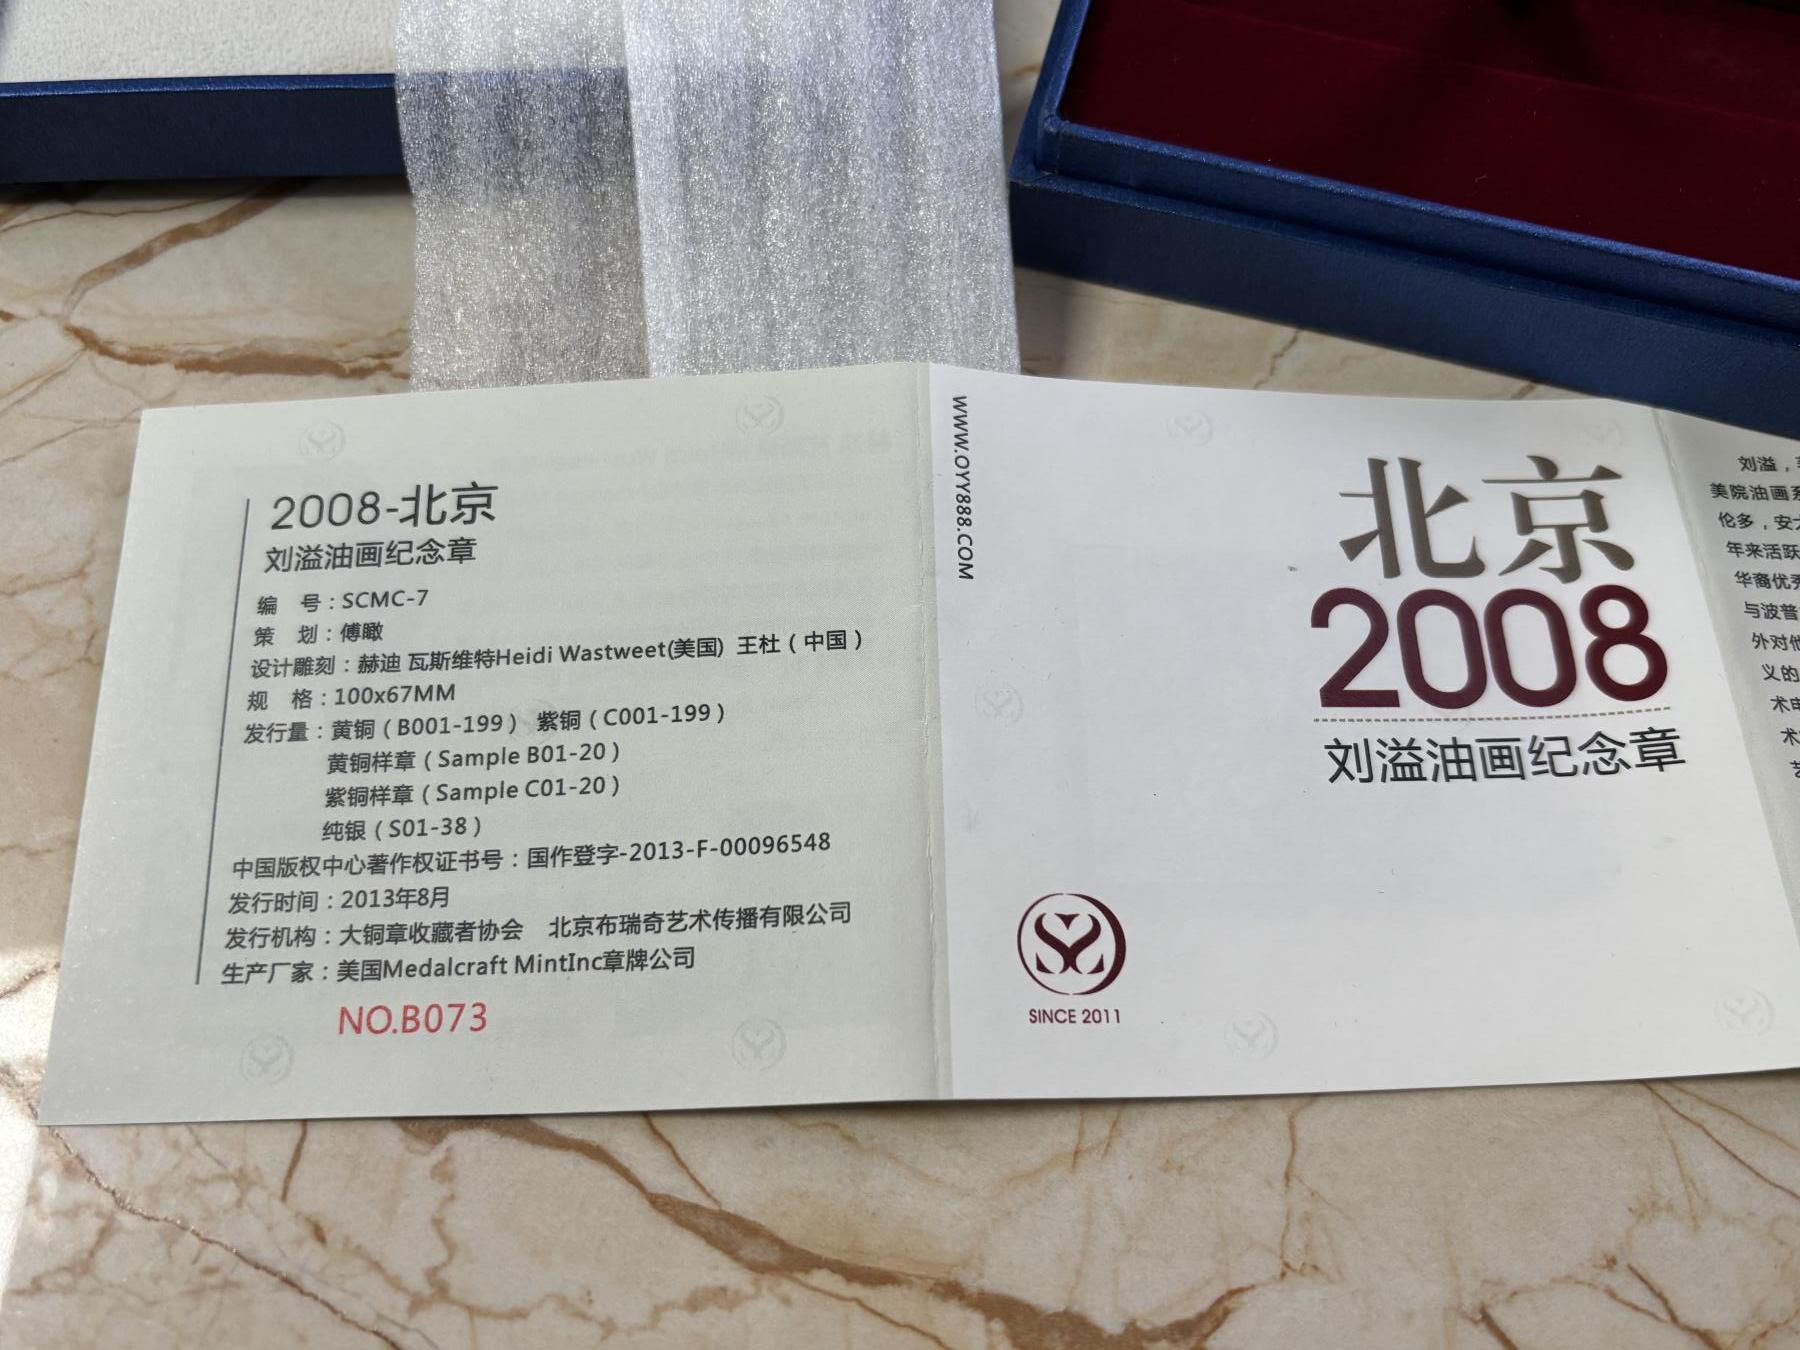 2008-北京
刘溢油画纪念章
编　号：SCMC-7
策　划：傅瞰
设计雕刻：赫迪 瓦斯维特Heidi Wastweet(美国) 王杜（中国）
规　格：100x67MM
发行量：黄铜（B001-199） 紫铜（C001-199）
黄铜样章（Sample B01-20）
紫铜样章（Sample C01-20）
纯银（S01-38）
中国版权中心著作权证书号：国作登字-2013-F-00096548
发行时间：2013年8月
发行机构：大铜章收藏者协会　北京布瑞奇艺术传播有限公司
生产厂家：美国Medalcraft MintInc章牌公司
NO.B073
WWW.OYY888.COM
北京
2008
刘溢油画纪念章
SINCE 2011
刘溢，
美院油画系
伦多，安大
年来活跃
华裔优秀
与波普
外对他
义的
术
术